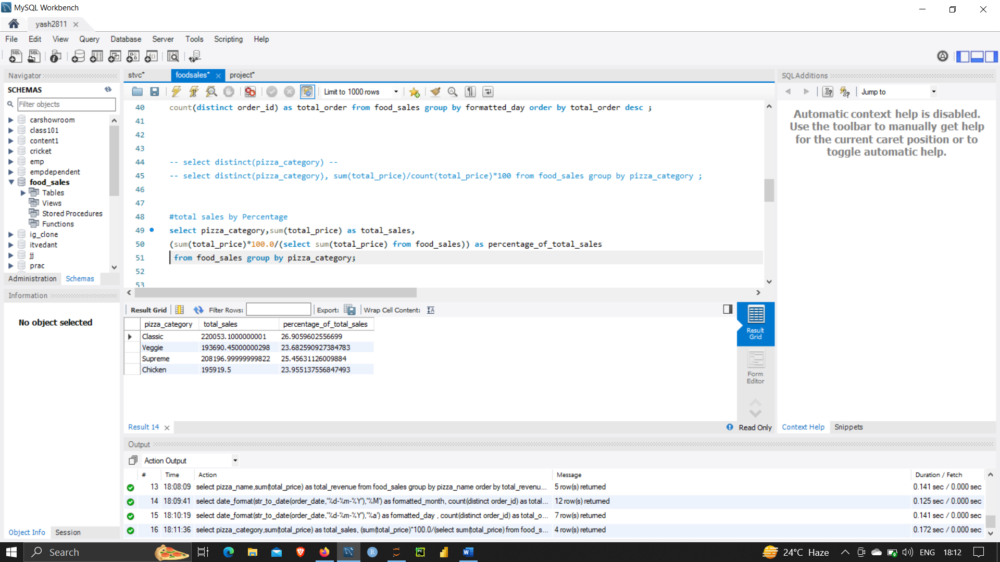 MySQL Workbench
yash2811
File Edit View Query Database Server Tools Scripting Help
Navigator
SCHEMAS
Filter objects
carshowroom
class101
content1
cricket
emp
empdependent
food_sales
Tables
Views
Stored Procedures
Functions
ig_clone
itvedant
jj
prac
Administration Schemas
Information
No object selected
Object Info Session
stvc* foodsales* project*
Limit to 1000 rows
40 count(distinct order_id) as total_order from food_sales group by formatted_day order by total_order desc ;
41
42
43
44 -- select distinct(pizza_category) --
45 -- select distinct(pizza_category), sum(total_price)/count(total_price)*100 from food_sales group by pizza_category ;
46
47
48 #total sales by Percentage
49 select pizza_category,sum(total_price) as total_sales,
50 (sum(total_price)*100.0/(select sum(total_price) from food_sales)) as percentage_of_total_sales
51 from food_sales group by pizza_category;
52
53
Result Grid Filter Rows: Export: Wrap Cell Content:
pizza_category total_sales percentage_of_total_sales
Classic 220053.1000000001 26.9059602556699
Veggie 193690.45000000298 23.682590927384783
Supreme 208196.99999999822 25.45631126009884
Chicken 195919.5 23.955137556847493
Result Grid
Form Editor
Result 14
Read Only
SQLAdditions
Jump to
Automatic context help is disabled.
Use the toolbar to manually get help
for the current caret position or to
toggle automatic help.
Context Help Snippets
Output
Action Output
# Time Action Message Duration / Fetch
13 18:08:09 select pizza_name,sum(total_price) as total_revenue from food_sales group by pizza_name order by total_revenu... 5 row(s) returned 0.141 sec / 0.000 sec
14 18:09:41 select date_format(str_to_date(order_date,"%d-%m-%Y"),"%M") as formatted_month, count(distinct order_id) as total... 12 row(s) returned 0.125 sec / 0.000 sec
15 18:10:19 select date_format(str_to_date(order_date,"%d-%m-%Y"),"%a") as formatted_day , count(distinct order_id) as total_o... 7 row(s) returned 0.141 sec / 0.000 sec
16 18:11:36 select pizza_category,sum(total_price) as total_sales, (sum(total_price)*100.0/(select sum(total_price) from food_s... 4 row(s) returned 0.172 sec / 0.000 sec
Search
24°C Haze ENG 18:12